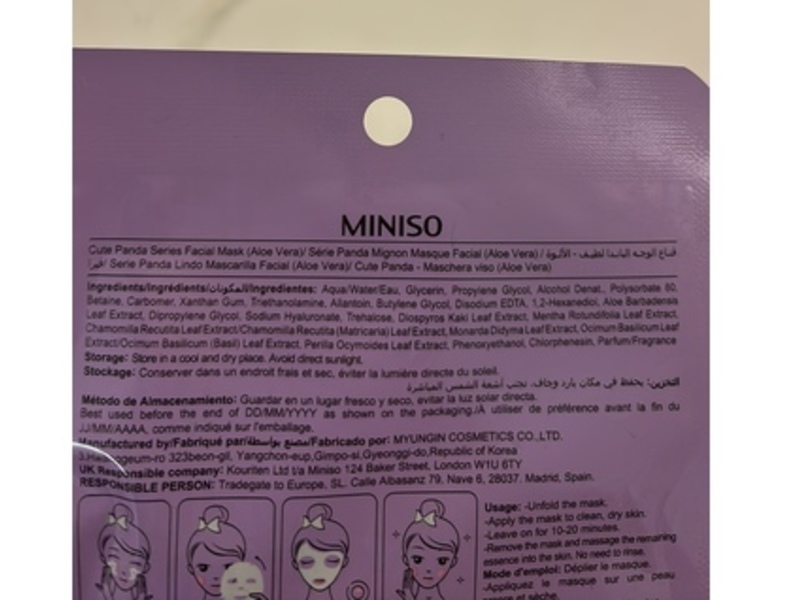 MINISO
Cute Panda Series Facial Mask (Aloe Vera)/ Série Panda Mignon Masque Facial (Aloe Vera) / قناع الوجه الباندا لطيف - الألوة
فيرا/ Serie Panda Lindo Mascarilla Facial (Aloe Vera)/ Cute Panda - Maschera viso (Aloe Vera)
Ingredients/Ingrédients/المكونات/Ingredientes: Aqua/Water/Eau, Glycerin, Propylene Glycol, Alcohol Denat., Polysorbate 80,
Betaine, Carbomer, Xanthan Gum, Triethanolamine, Allantoin, Butylene Glycol, Disodium EDTA, 1,2-Hexanediol, Aloe Barbadensis
Leaf Extract, Dipropylene Glycol, Sodium Hyaluronate, Trehalose, Diospyros Kaki Leaf Extract, Mentha Rotundifolia Leaf Extract,
Chamomilla Recutita Leaf Extract/Chamomilla Recutita (Matricaria) Leaf Extract, Monarda Didyma Leaf Extract, Ocimum Basilicum Leaf
Extract/Ocimum Basilicum (Basil) Leaf Extract, Perilla Ocymoides Leaf Extract, Phenoxyethanol, Chlorphenesin, Parfum/Fragrance
Storage: Store in a cool and dry place. Avoid direct sunlight.
Stockage: Conserver dans un endroit frais et sec, éviter la lumière directe du soleil.
التخزين: يحفظ في مكان بارد وجاف، تجنب أشعة الشمس المباشرة
Método de Almacenamiento: Guardar en un lugar fresco y seco, evitar la luz solar directa.
Best used before the end of DD/MM/YYYY as shown on the packaging./A utiliser de préférence avant la fin du
JJ/MM/AAAA, comme indiqué sur l'emballage.
Manufactured by/Fabriqué par/مصنع بواسطة/Fabricado por: MYUNGIN COSMETICS CO.,LTD.
323beon-gil, Yangchon-eup,Gimpo-si,Gyeonggi-do,Republic of Korea
UK Responsible company: Kouriten Ltd t/a Miniso 124 Baker Street, London W1U 6TY
RESPONSIBLE PERSON: Tradegate to Europe, SL. Calle Albasanz 79, Nave 6, 28037. Madrid, Spain.
Usage: -Unfold the mask.
-Apply the mask to clean, dry skin.
-Leave on for 10-20 minutes.
-Remove the mask and massage the remaining
essence into the skin. No need to rinse.
Mode d'emploi: Déplier le masque.
-Appliquez le masque sur une peau
et sèche.